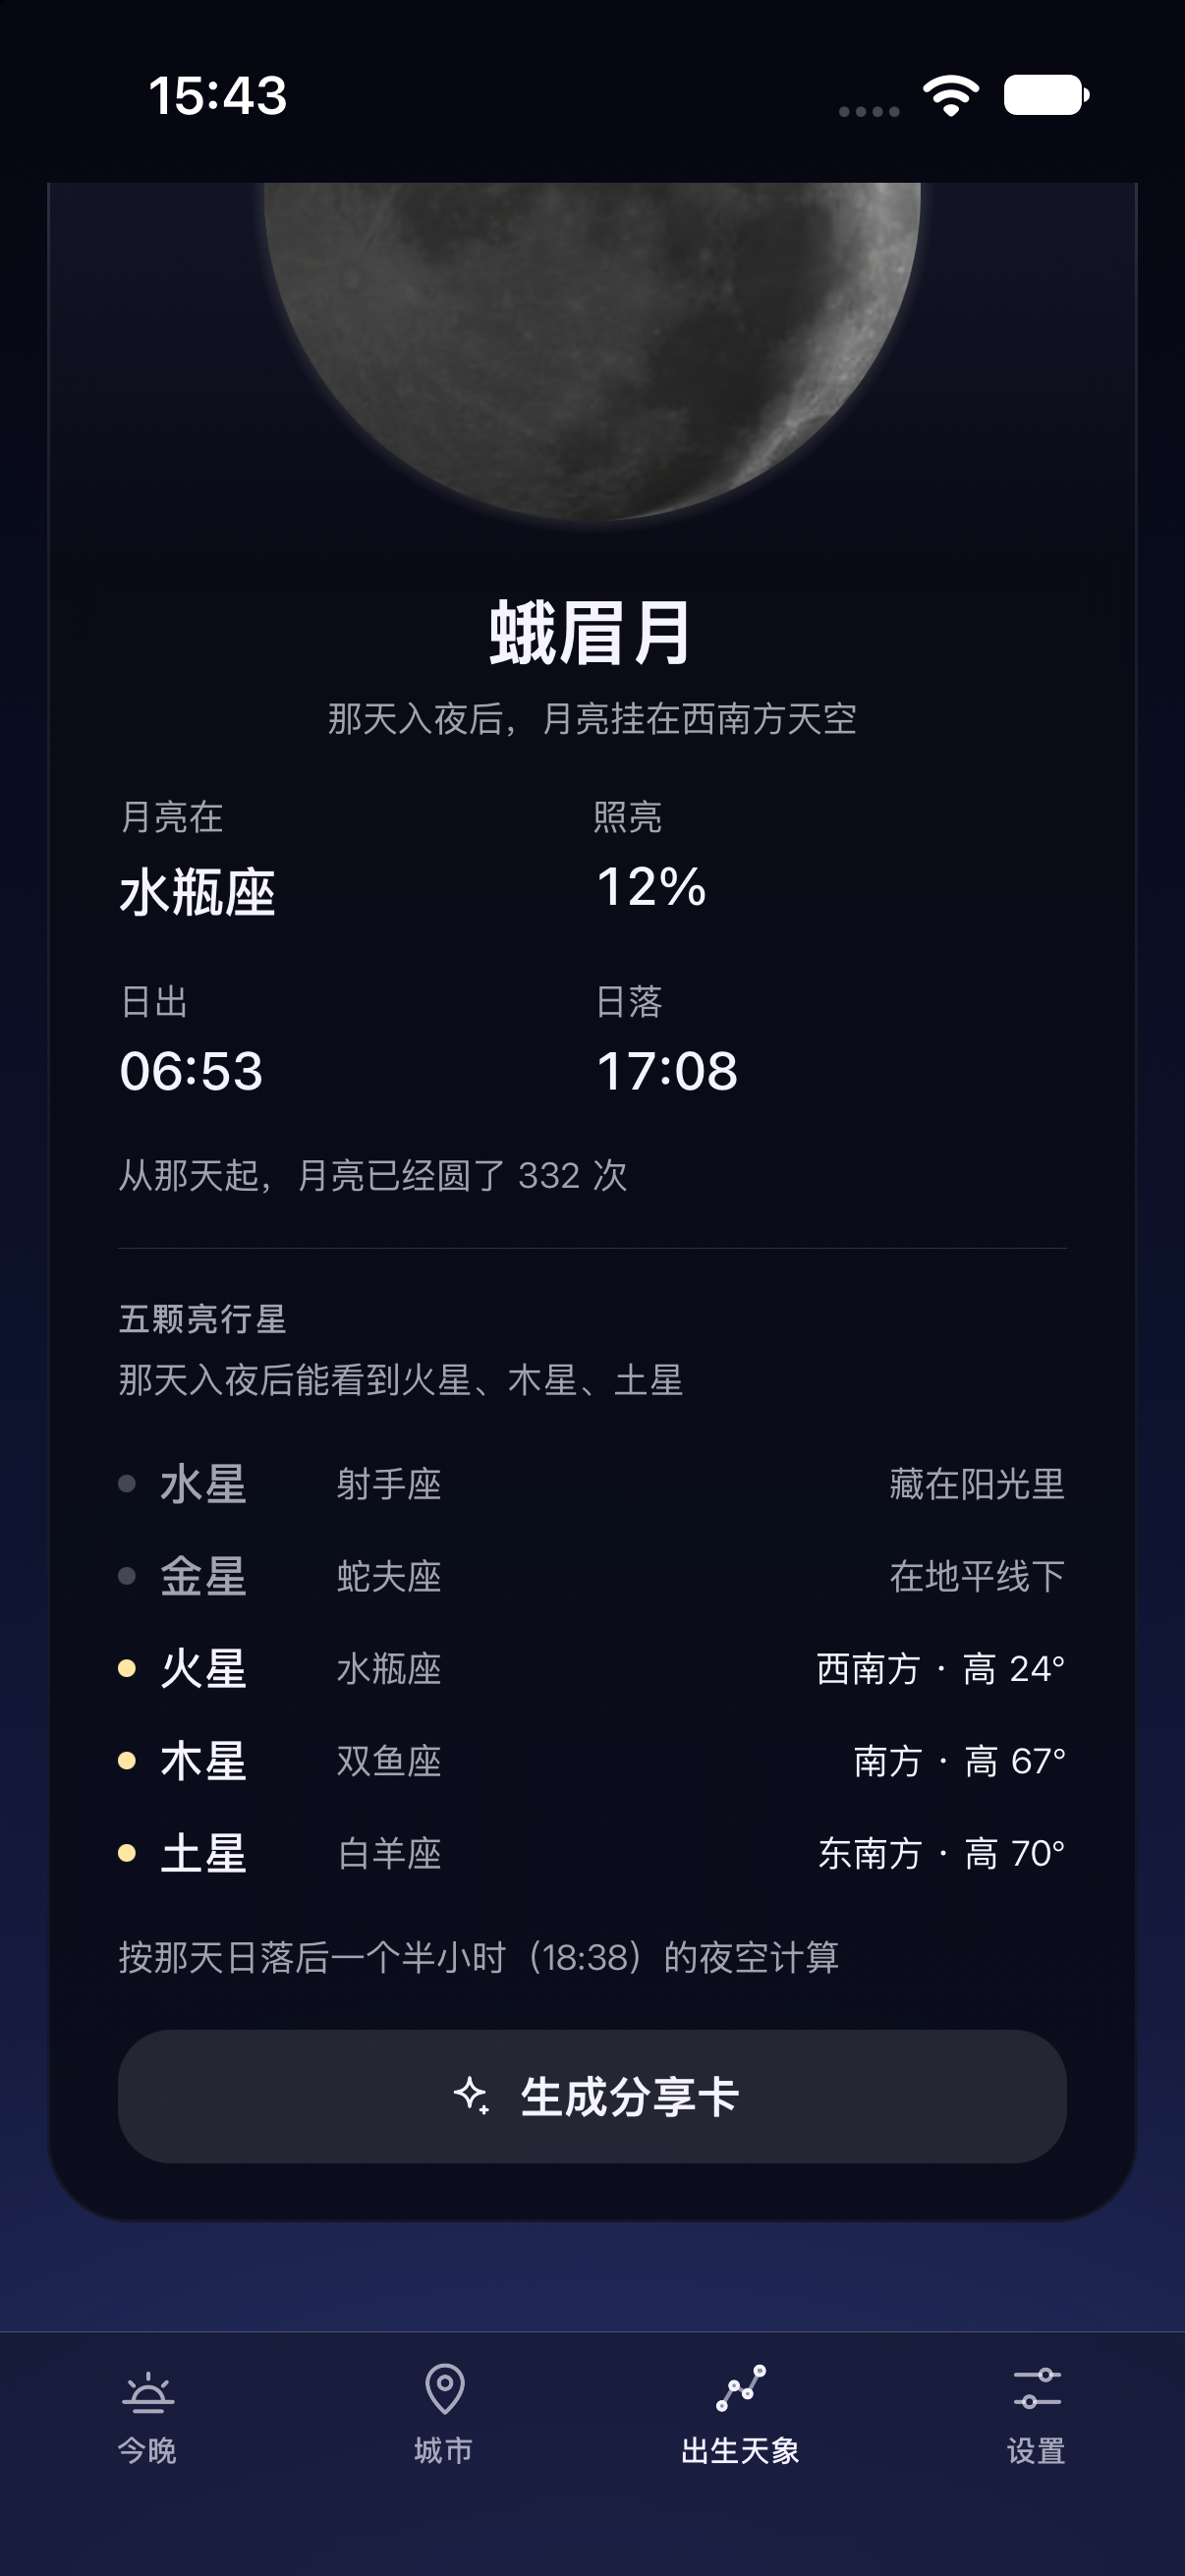 15:43
蛾眉月
那天入夜后，月亮挂在西南方天空
月亮在 照亮
水瓶座 12%
日出 日落
06:53 17:08
从那天起，月亮已经圆了 332 次
五颗亮行星
那天入夜后能看到火星、木星、土星
水星 射手座 藏在阳光里
金星 蛇夫座 在地平线下
火星 水瓶座 西南方 · 高 24°
木星 双鱼座 南方 · 高 67°
土星 白羊座 东南方 · 高 70°
按那天日落后一个半小时（18:38）的夜空计算
生成分享卡
今晚 城市 出生天象 设置